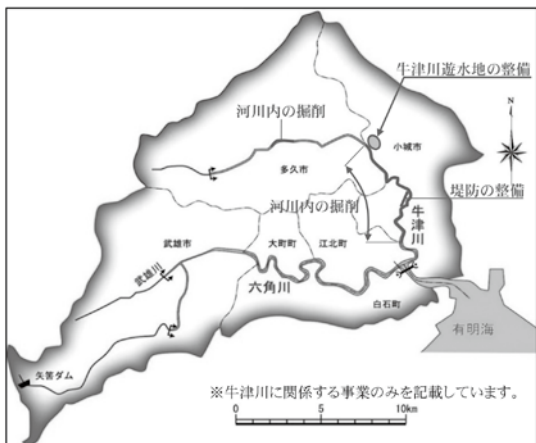 牛津川遊水地の整備
河川内の掘削
N
小城市
多久市
堤防の整備
河川内の掘削
牛津川
武雄市
大町町
江北町
武雄川
六角川
白石町
有明海
矢筈ダム
※牛津川に関係する事業のみを記載しています。
0 5 10km